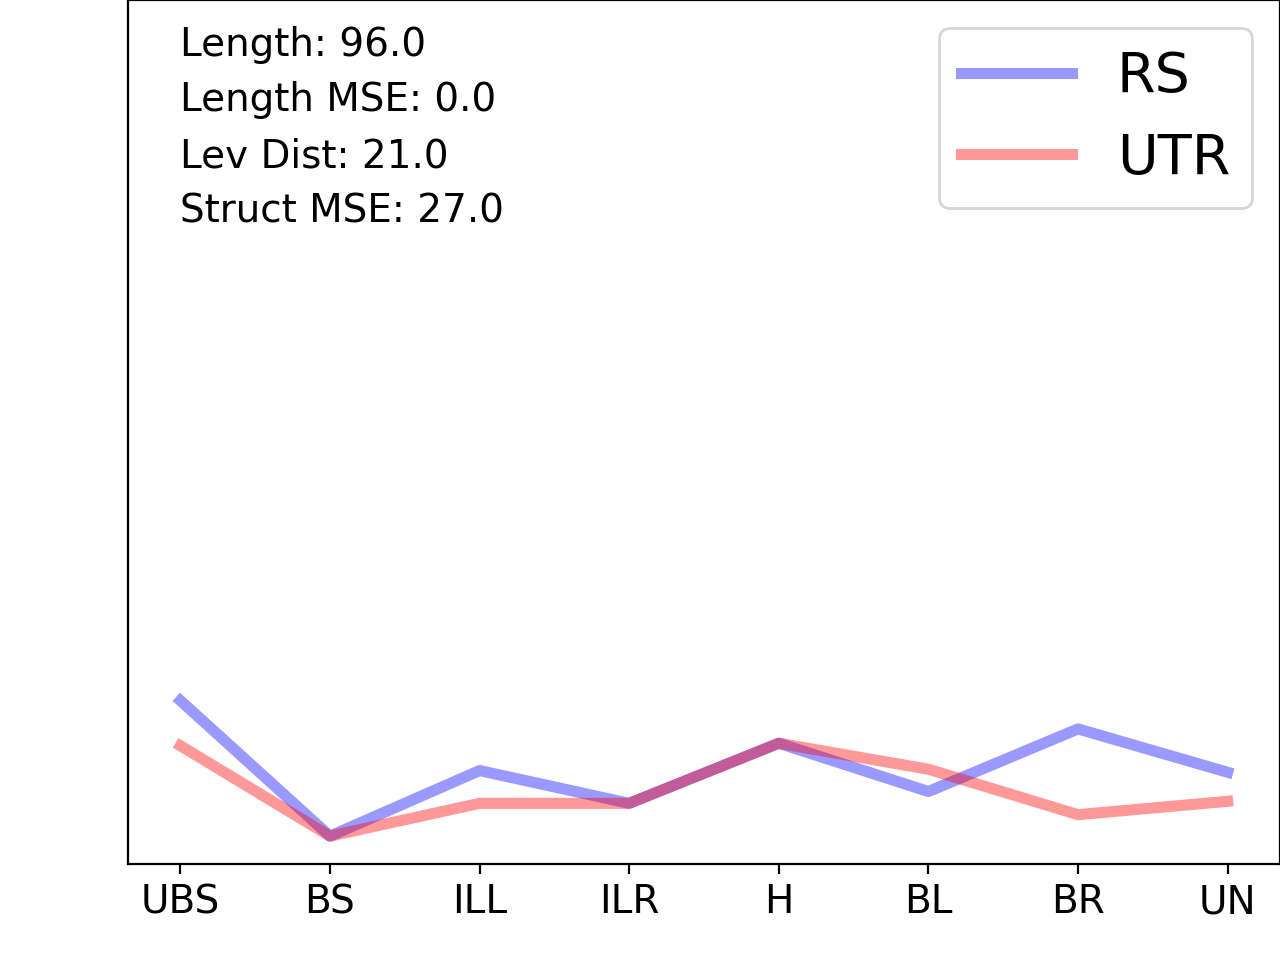 Length: 96.0
Length MSE: 0.0
Lev Dist: 21.0
Struct MSE: 27.0
RS
UTR
UBS BS ILL ILR H BL BR UN